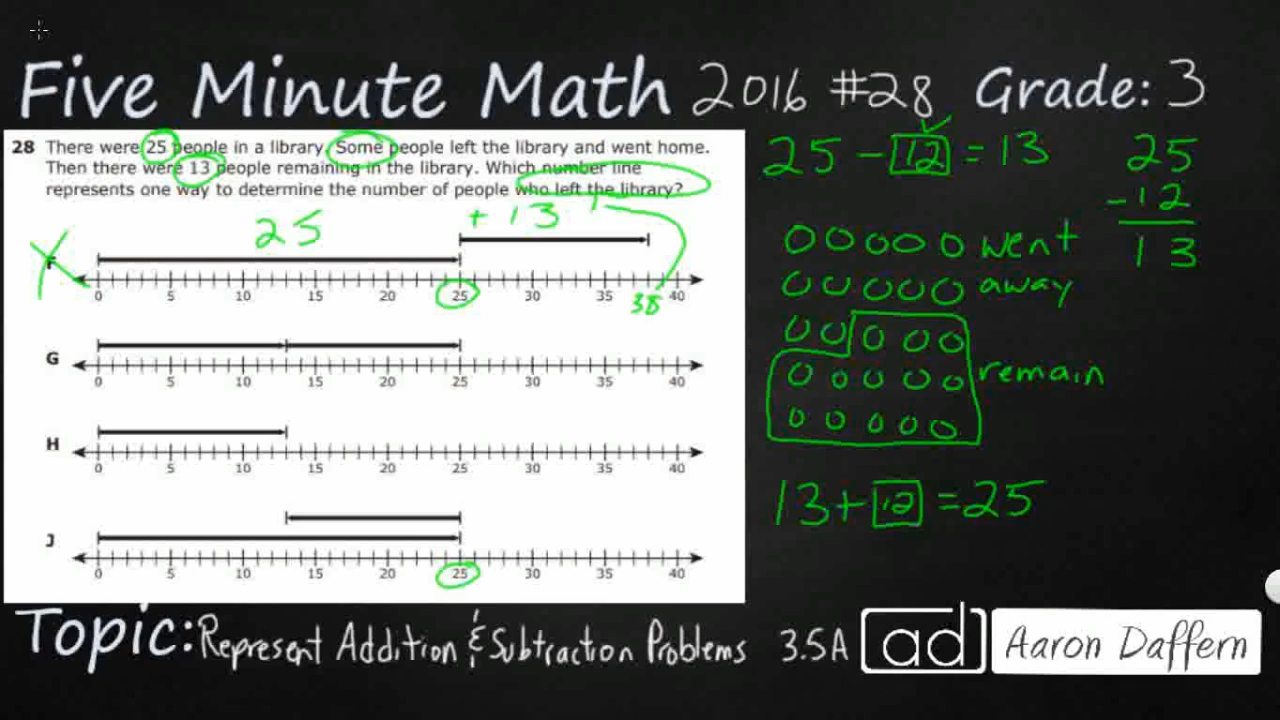 Five Minute Math 2016 #28 Grade: 3
28 There were 25 people in a library. Some people left the library and went home.
Then there were 13 people remaining in the library. Which number line
represents one way to determine the number of people who left the library?
25 + 13
F
0 5 10 15 20 25 30 35 38 40
G
0 5 10 15 20 25 30 35 40
H
0 5 10 15 20 25 30 35 40
J
0 5 10 15 20 25 30 35 40
25 - 12 = 13
25
-12
13
00000 went
00000 away
00000
00000 remain
00000
13 + 12 = 25
Topic: Represent Addition & Subtraction Problems 3.5A ad Aaron Daffern